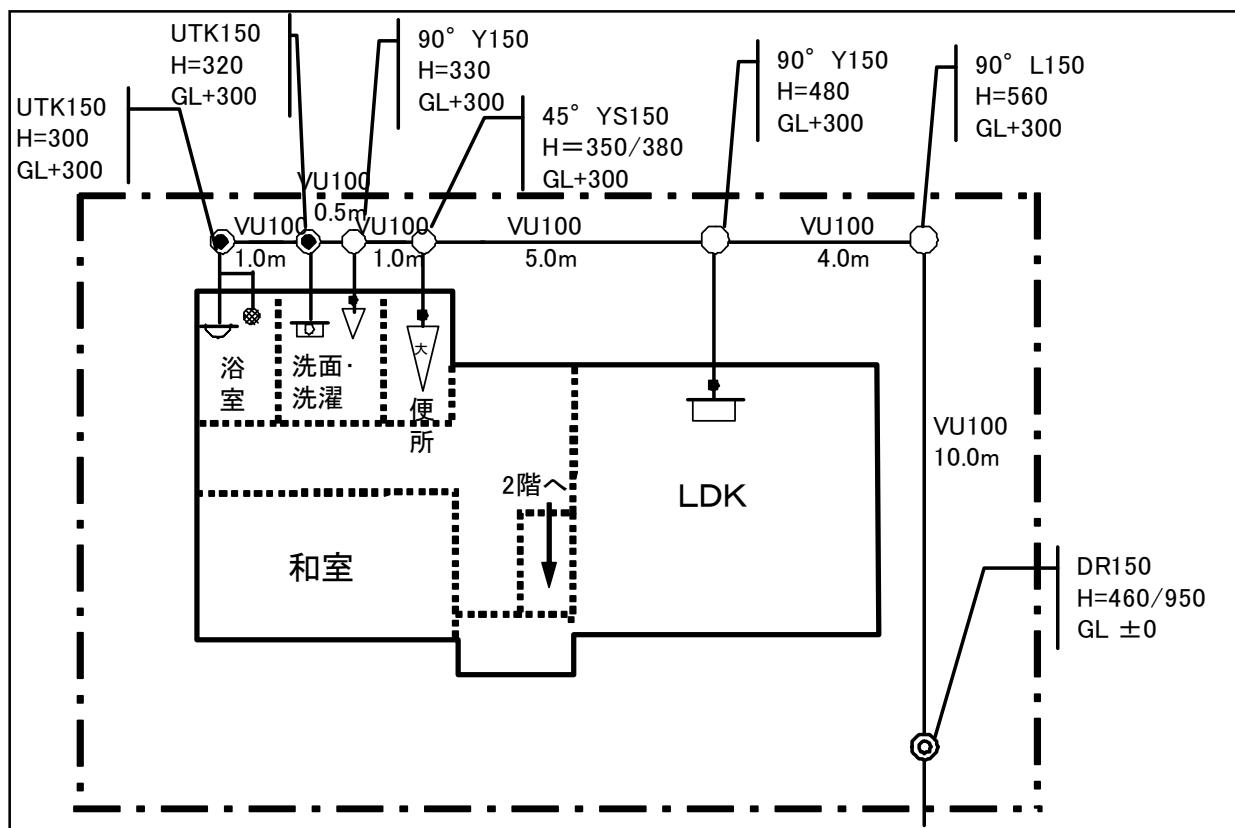 UTK150
H=300
GL+300
UTK150
H=320
GL+300
90° Y150
H=330
GL+300
45° YS150
H=350/380
GL+300
90° Y150
H=480
GL+300
90° L150
H=560
GL+300
VU100
1.0m
VU100
0.5m
VU100
1.0m
VU100
5.0m
VU100
4.0m
VU100
10.0m
DR150
H=460/950
GL ±0
浴
室
洗面・
洗濯
大
便
所
2階へ
LDK
和室